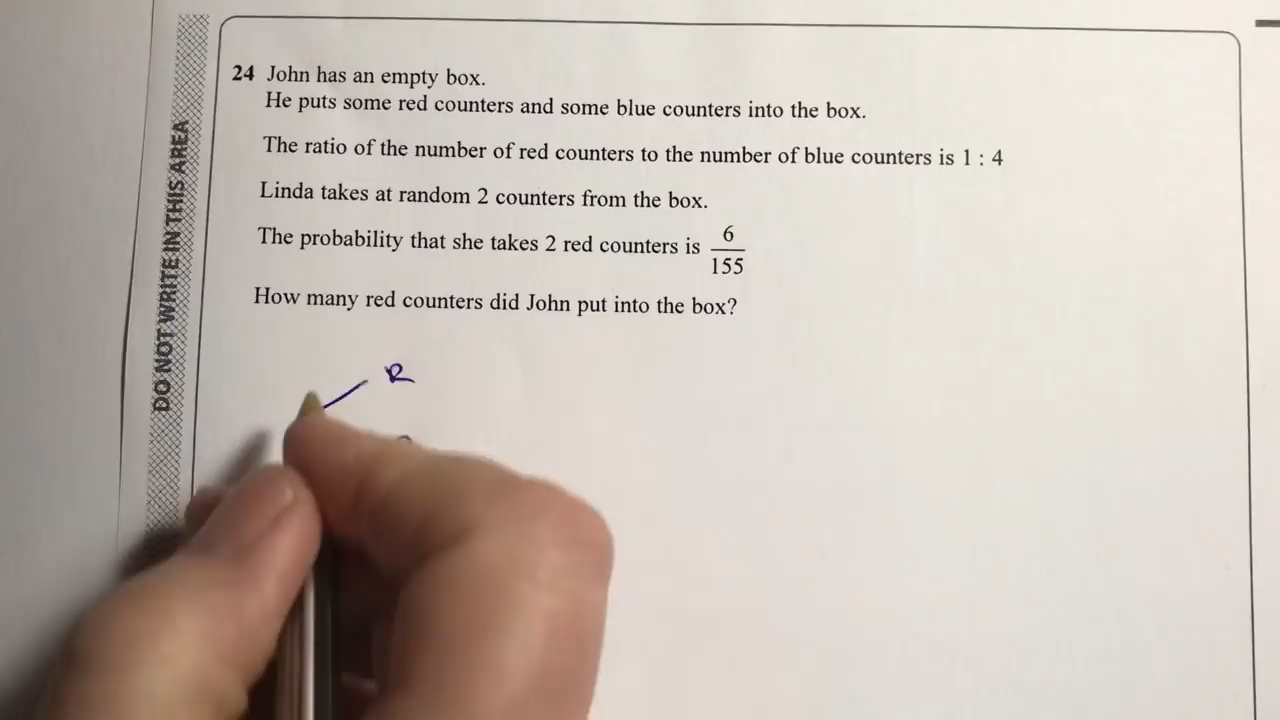 DO NOT WRITE IN THIS AREA
24 John has an empty box.
He puts some red counters and some blue counters into the box.
The ratio of the number of red counters to the number of blue counters is 1 : 4
Linda takes at random 2 counters from the box.
The probability that she takes 2 red counters is 6/155
How many red counters did John put into the box?
R